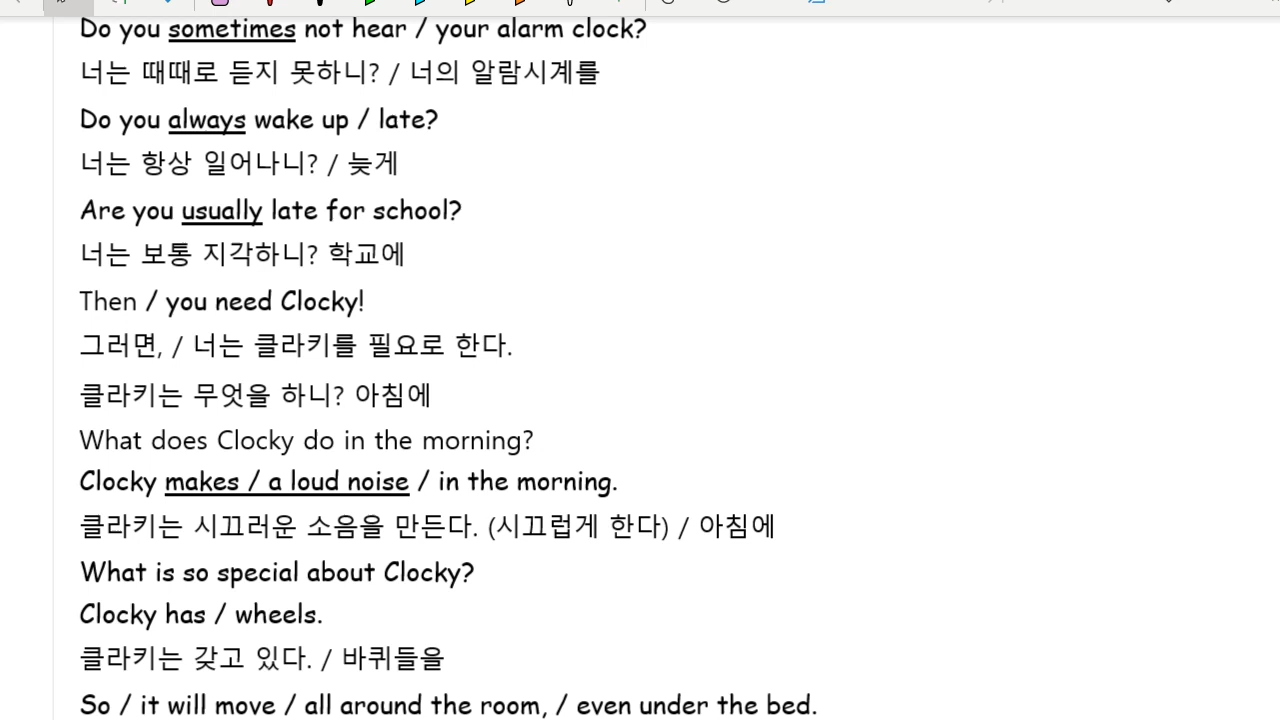 Do you sometimes not hear / your alarm clock?
너는 때때로 듣지 못하니? / 너의 알람시계를
Do you always wake up / late?
너는 항상 일어나니? / 늦게
Are you usually late for school?
너는 보통 지각하니? 학교에
Then / you need Clocky!
그러면, / 너는 클라키를 필요로 한다.
클라키는 무엇을 하니? 아침에
What does Clocky do in the morning?
Clocky makes / a loud noise / in the morning.
클라키는 시끄러운 소음을 만든다. (시끄럽게 한다) / 아침에
What is so special about Clocky?
Clocky has / wheels.
클라키는 갖고 있다. / 바퀴들을
So / it will move / all around the room, / even under the bed.